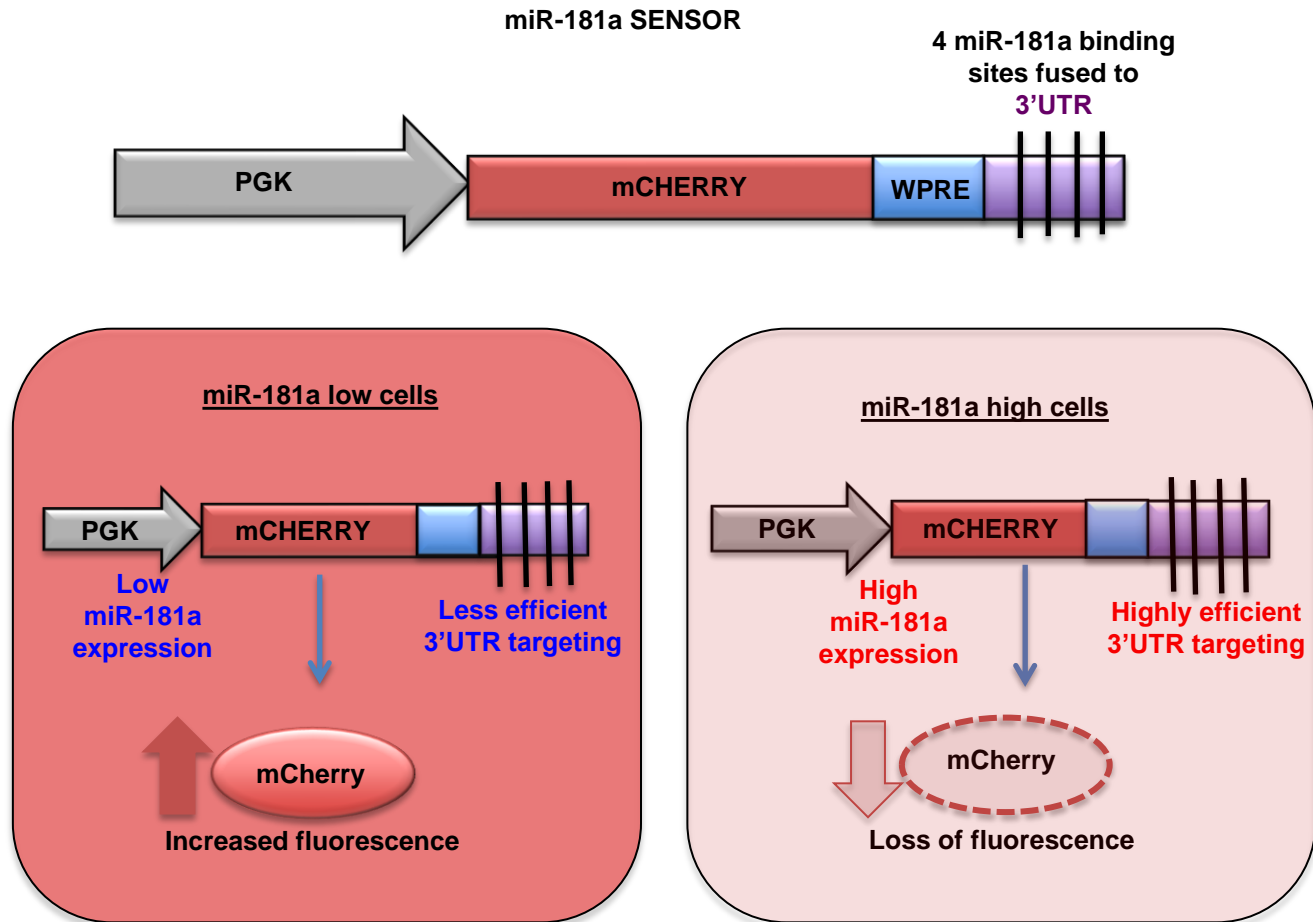 miR-181a SENSOR
4 miR-181a binding
sites fused to
3’UTR
PGK
mCHERRY
WPRE
miR-181a low cells
PGK
mCHERRY
Low
miR-181a
expression
Less efficient
3’UTR targeting
mCherry
Increased fluorescence
miR-181a high cells
PGK
mCHERRY
High
miR-181a
expression
Highly efficient
3’UTR targeting
mCherry
Loss of fluorescence